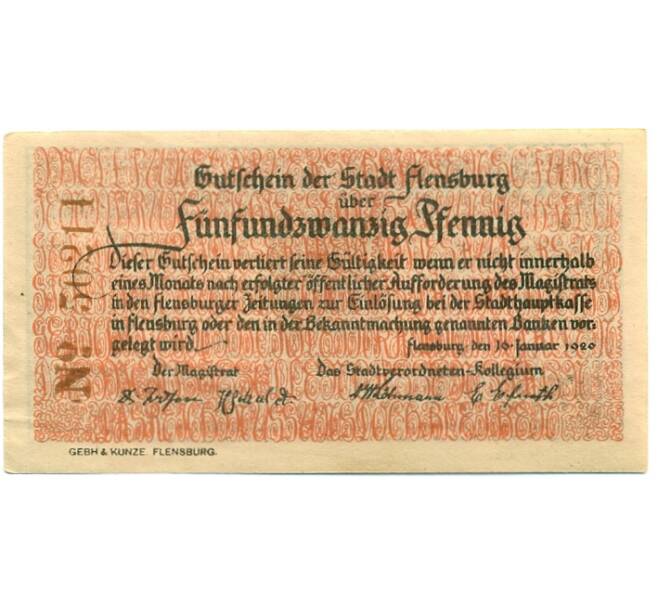 Gutschein der Stadt Flensburg
über
Fünfundzwanzig Pfennig
Dieser Gutschein verliert seine Gültigkeit wenn er nicht innerhalb
eines Monats nach erfolgter öffentlicher Aufforderung des Magistrats
in den Flensburger Zeitungen zur Einlösung bei der Stadthauptkasse
in Flensburg oder den in der Bekanntmachung genannten Banken vor-
gelegt wird.
Flensburg den 16. Januar 1920
Der Magistrat Das Stadtverordneten-Kollegium
GEBH & KUNZE. FLENSBURG.
No. 50211